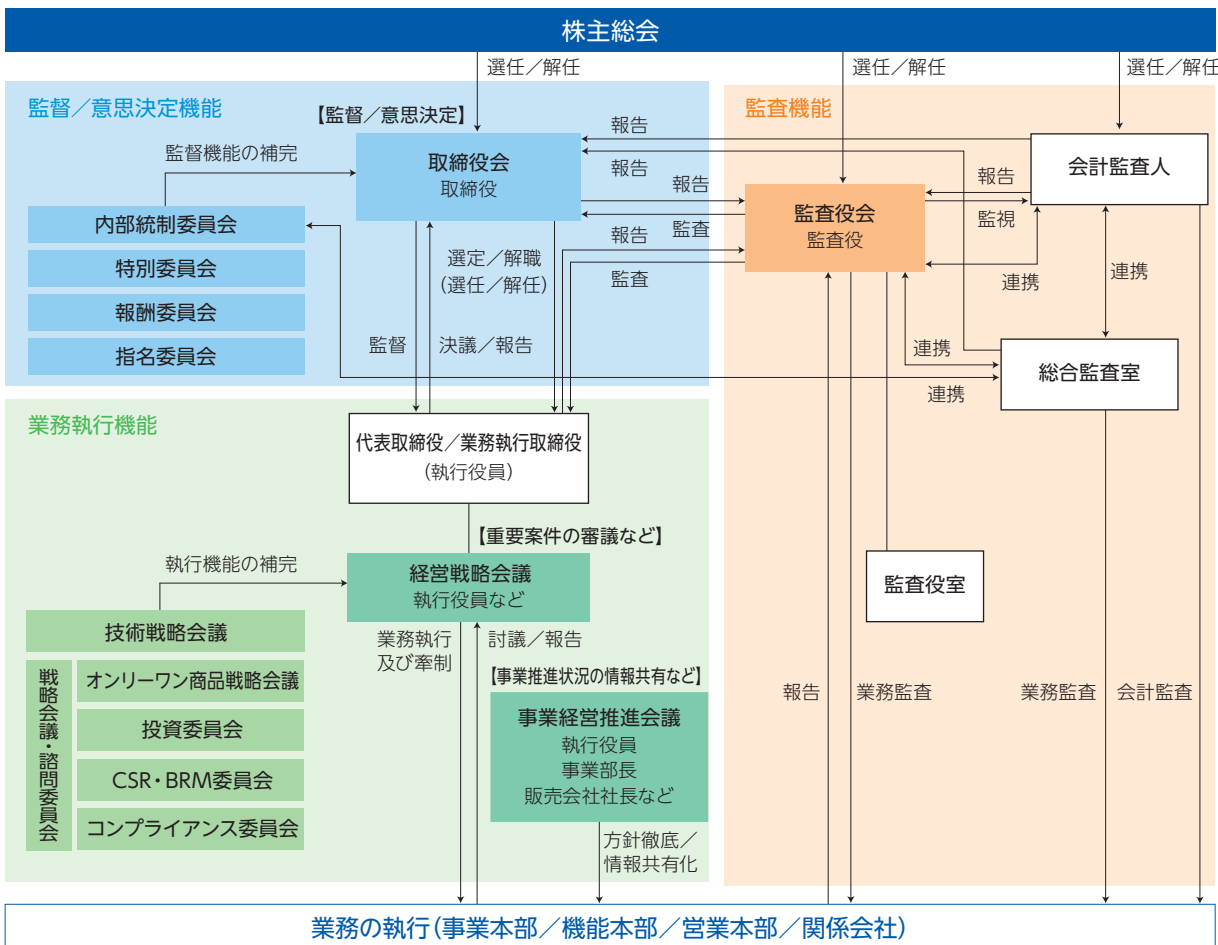 株主総会
選任／解任
選任／解任
選任／解任
監督／意思決定機能
監査機能
【監督／意思決定】
監督機能の補完
取締役会
取締役
報告
報告
報告
監査
報告
監査
会計監査人
報告
監視
監査役会
監査役
内部統制委員会
特別委員会
報酬委員会
指名委員会
選定／解職
(選任／解任)
監督
決議／報告
連携
連携
連携
連携
総合監査室
業務執行機能
代表取締役／業務執行取締役
(執行役員)
【重要案件の審議など】
執行機能の補完
経営戦略会議
執行役員など
監査役室
技術戦略会議
戦略会議・諮問委員会
オンリーワン商品戦略会議
投資委員会
CSR・BRM委員会
コンプライアンス委員会
業務執行
及び牽制
討議／報告
【事業推進状況の情報共有など】
事業経営推進会議
執行役員
事業部長
販売会社社長など
方針徹底／
情報共有化
報告
業務監査
業務監査
会計監査
業務の執行(事業本部／機能本部／営業本部／関係会社)